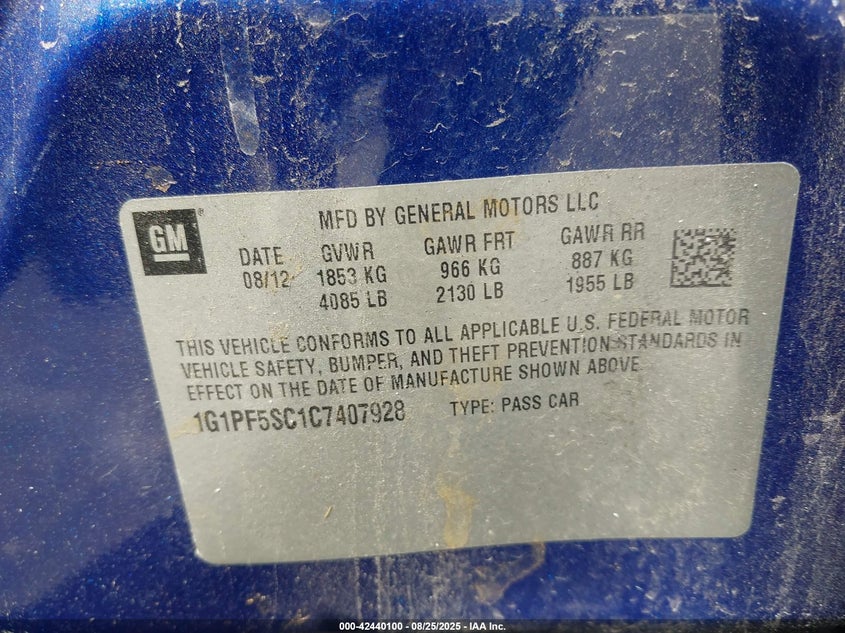 GM
MFD BY GENERAL MOTORS LLC
DATE GVWR GAWR FRT GAWR RR
08/12 1853 KG 966 KG 887 KG
4085 LB 2130 LB 1955 LB
THIS VEHICLE CONFORMS TO ALL APPLICABLE U.S. FEDERAL MOTOR
VEHICLE SAFETY, BUMPER, AND THEFT PREVENTION STANDARDS IN
EFFECT ON THE DATE OF MANUFACTURE SHOWN ABOVE
1G1PF5SC1C7407928 TYPE: PASS CAR
000-42440100 - 08/25/2025 - IAA Inc.